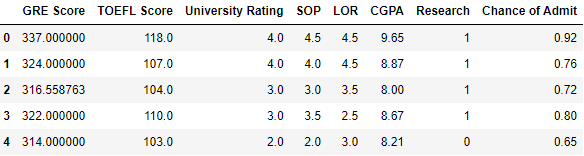 GRE Score TOEFL Score University Rating SOP LOR CGPA Research Chance of Admit
0 337.000000 118.0 4.0 4.5 4.5 9.65 1 0.92
1 324.000000 107.0 4.0 4.0 4.5 8.87 1 0.76
2 316.558763 104.0 3.0 3.0 3.5 8.00 1 0.72
3 322.000000 110.0 3.0 3.5 2.5 8.67 1 0.80
4 314.000000 103.0 2.0 2.0 3.0 8.21 0 0.65